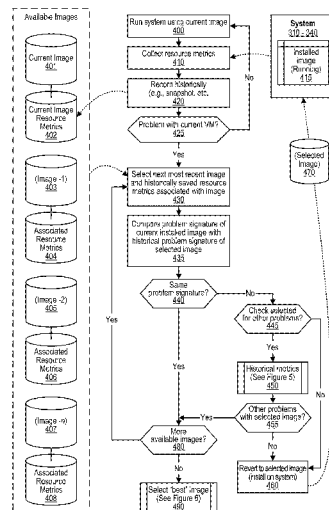 Available Images
Current Image
401
Current Image
Resource
Metrics
402
(Image -1)
403
Associated
Resource
Metrics
404
(Image -2)
405
Associated
Resource
Metrics
406
(Image -n)
407
Associated
Resource
Metrics
408
Run system using current image
400
Collect resource metrics
410
Record historically
(e.g., snapshot, etc.
420
Problem with current VM?
425
No
Yes
Select next most recent image
and historically saved resource
metrics associated with image
430
Compare problem signature of
current installed image with
historical problem signature of
selected image
435
Same
problem signature?
440
No
Yes
Yes
Check selected
for other problems?
445
Yes
No
Historical metrics
(See Figure 5)
450
Other problems
with selected image?
455
Yes
No
Revert to selected image
(install on system)
460
More
available images?
480
No
Select 'best' image
(See Figure 6)
490
System
310 - 340
Installed
image
(Running)
415
(Selected
Image)
470